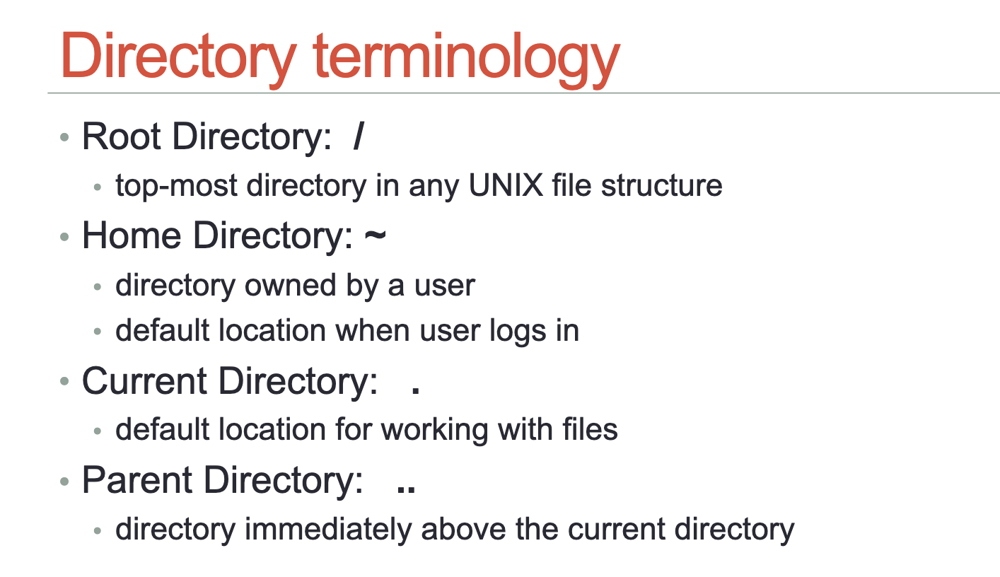 Directory terminology
• Root Directory: /
• top-most directory in any UNIX file structure
• Home Directory: ~
• directory owned by a user
• default location when user logs in
• Current Directory: .
• default location for working with files
• Parent Directory: ..
• directory immediately above the current directory